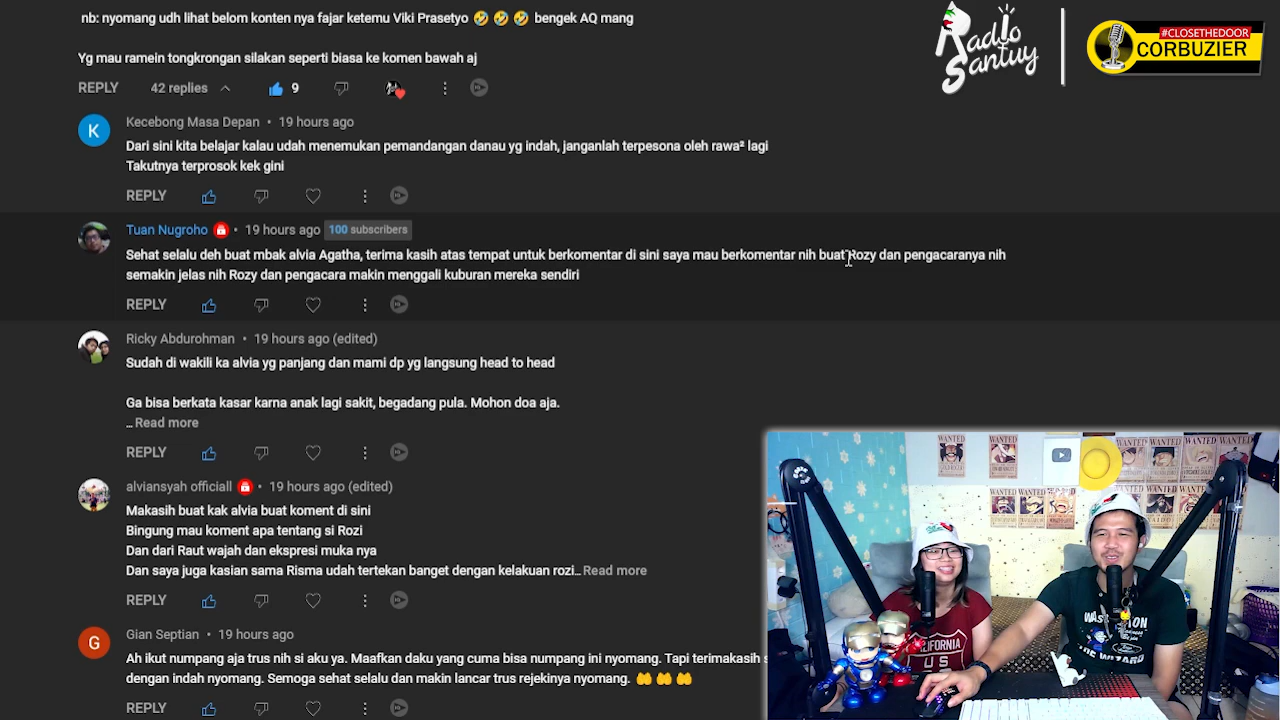 nb: nyomang udh lihat belom konten nya fajar ketemu Viki Prasetyo 🤣 🤣 🤣 bengek AQ mang
Yg mau ramein tongkrongan silakan seperti biasa ke komen bawah aj
REPLY 42 replies 9
Radio Santuy
#CLOSETHEDOOR
CORBUZIER
K
Kecebong Masa Depan • 19 hours ago
Dari sini kita belajar kalau udah menemukan pemandangan danau yg indah, janganlah terpesona oleh rawa² lagi
Takutnya terprosok kek gini
REPLY
Tuan Nugroho • 19 hours ago 100 subscribers
Sehat selalu deh buat mbak alvia Agatha, terima kasih atas tempat untuk berkomentar di sini saya mau berkomentar nih buat Rozy dan pengacaranya nih
semakin jelas nih Rozy dan pengacara makin menggali kuburan mereka sendiri
REPLY
Ricky Abdurohman • 19 hours ago (edited)
Sudah di wakili ka alvia yg panjang dan mami dp yg langsung head to head
Ga bisa berkata kasar karna anak lagi sakit, begadang pula. Mohon doa aja.
... Read more
REPLY
alviansyah officiall • 19 hours ago (edited)
Makasih buat kak alvia buat koment di sini
Bingung mau koment apa tentang si Rozi
Dan dari Raut wajah dan ekspresi muka nya
Dan saya juga kasian sama Risma udah tertekan banget dengan kelakuan rozi... Read more
REPLY
G
Gian Septian • 19 hours ago
Ah ikut numpang aja trus nih si aku ya. Maafkan daku yang cuma bisa numpang ini nyomang. Tapi terimakasih s
dengan indah nyomang. Semoga sehat selalu dan makin lancar trus rejekinya nyomang. 🤲 🤲 🤲
REPLY
WANTED
WANTED
WANTED
WANTED
WANTED
WANTED
WANTED
CALIFORNIA
US